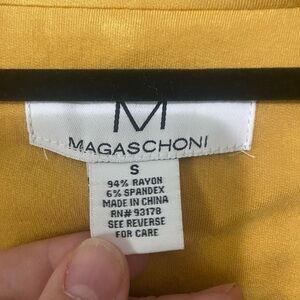 M
MAGASCHONI
S
94% RAYON
6% SPANDEX
MADE IN CHINA
RN# 93178
SEE REVERSE
FOR CARE